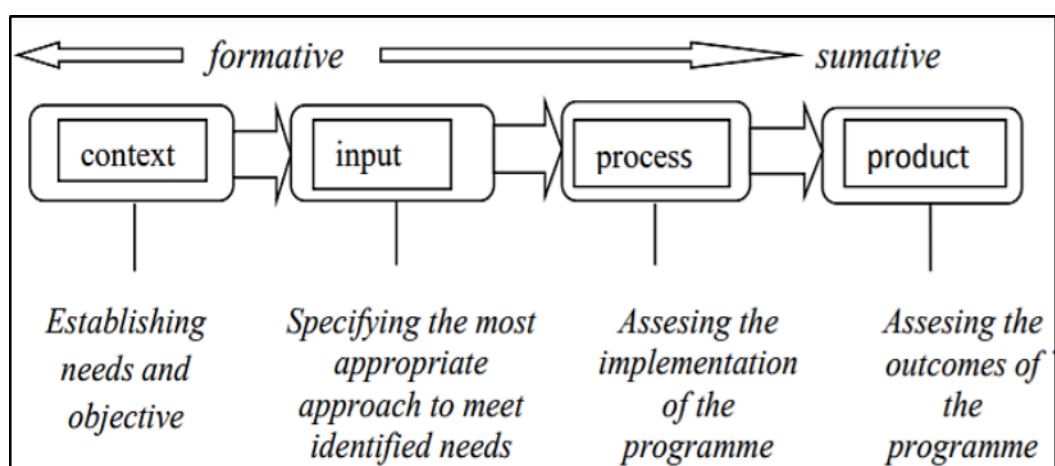 formative
sumative
context
input
process
product
Establishing
needs and
objective
Specifying the most
appropriate
approach to meet
identified needs
Assesing the
implementation
of the
programme
Assesing the
outcomes of
the
programme